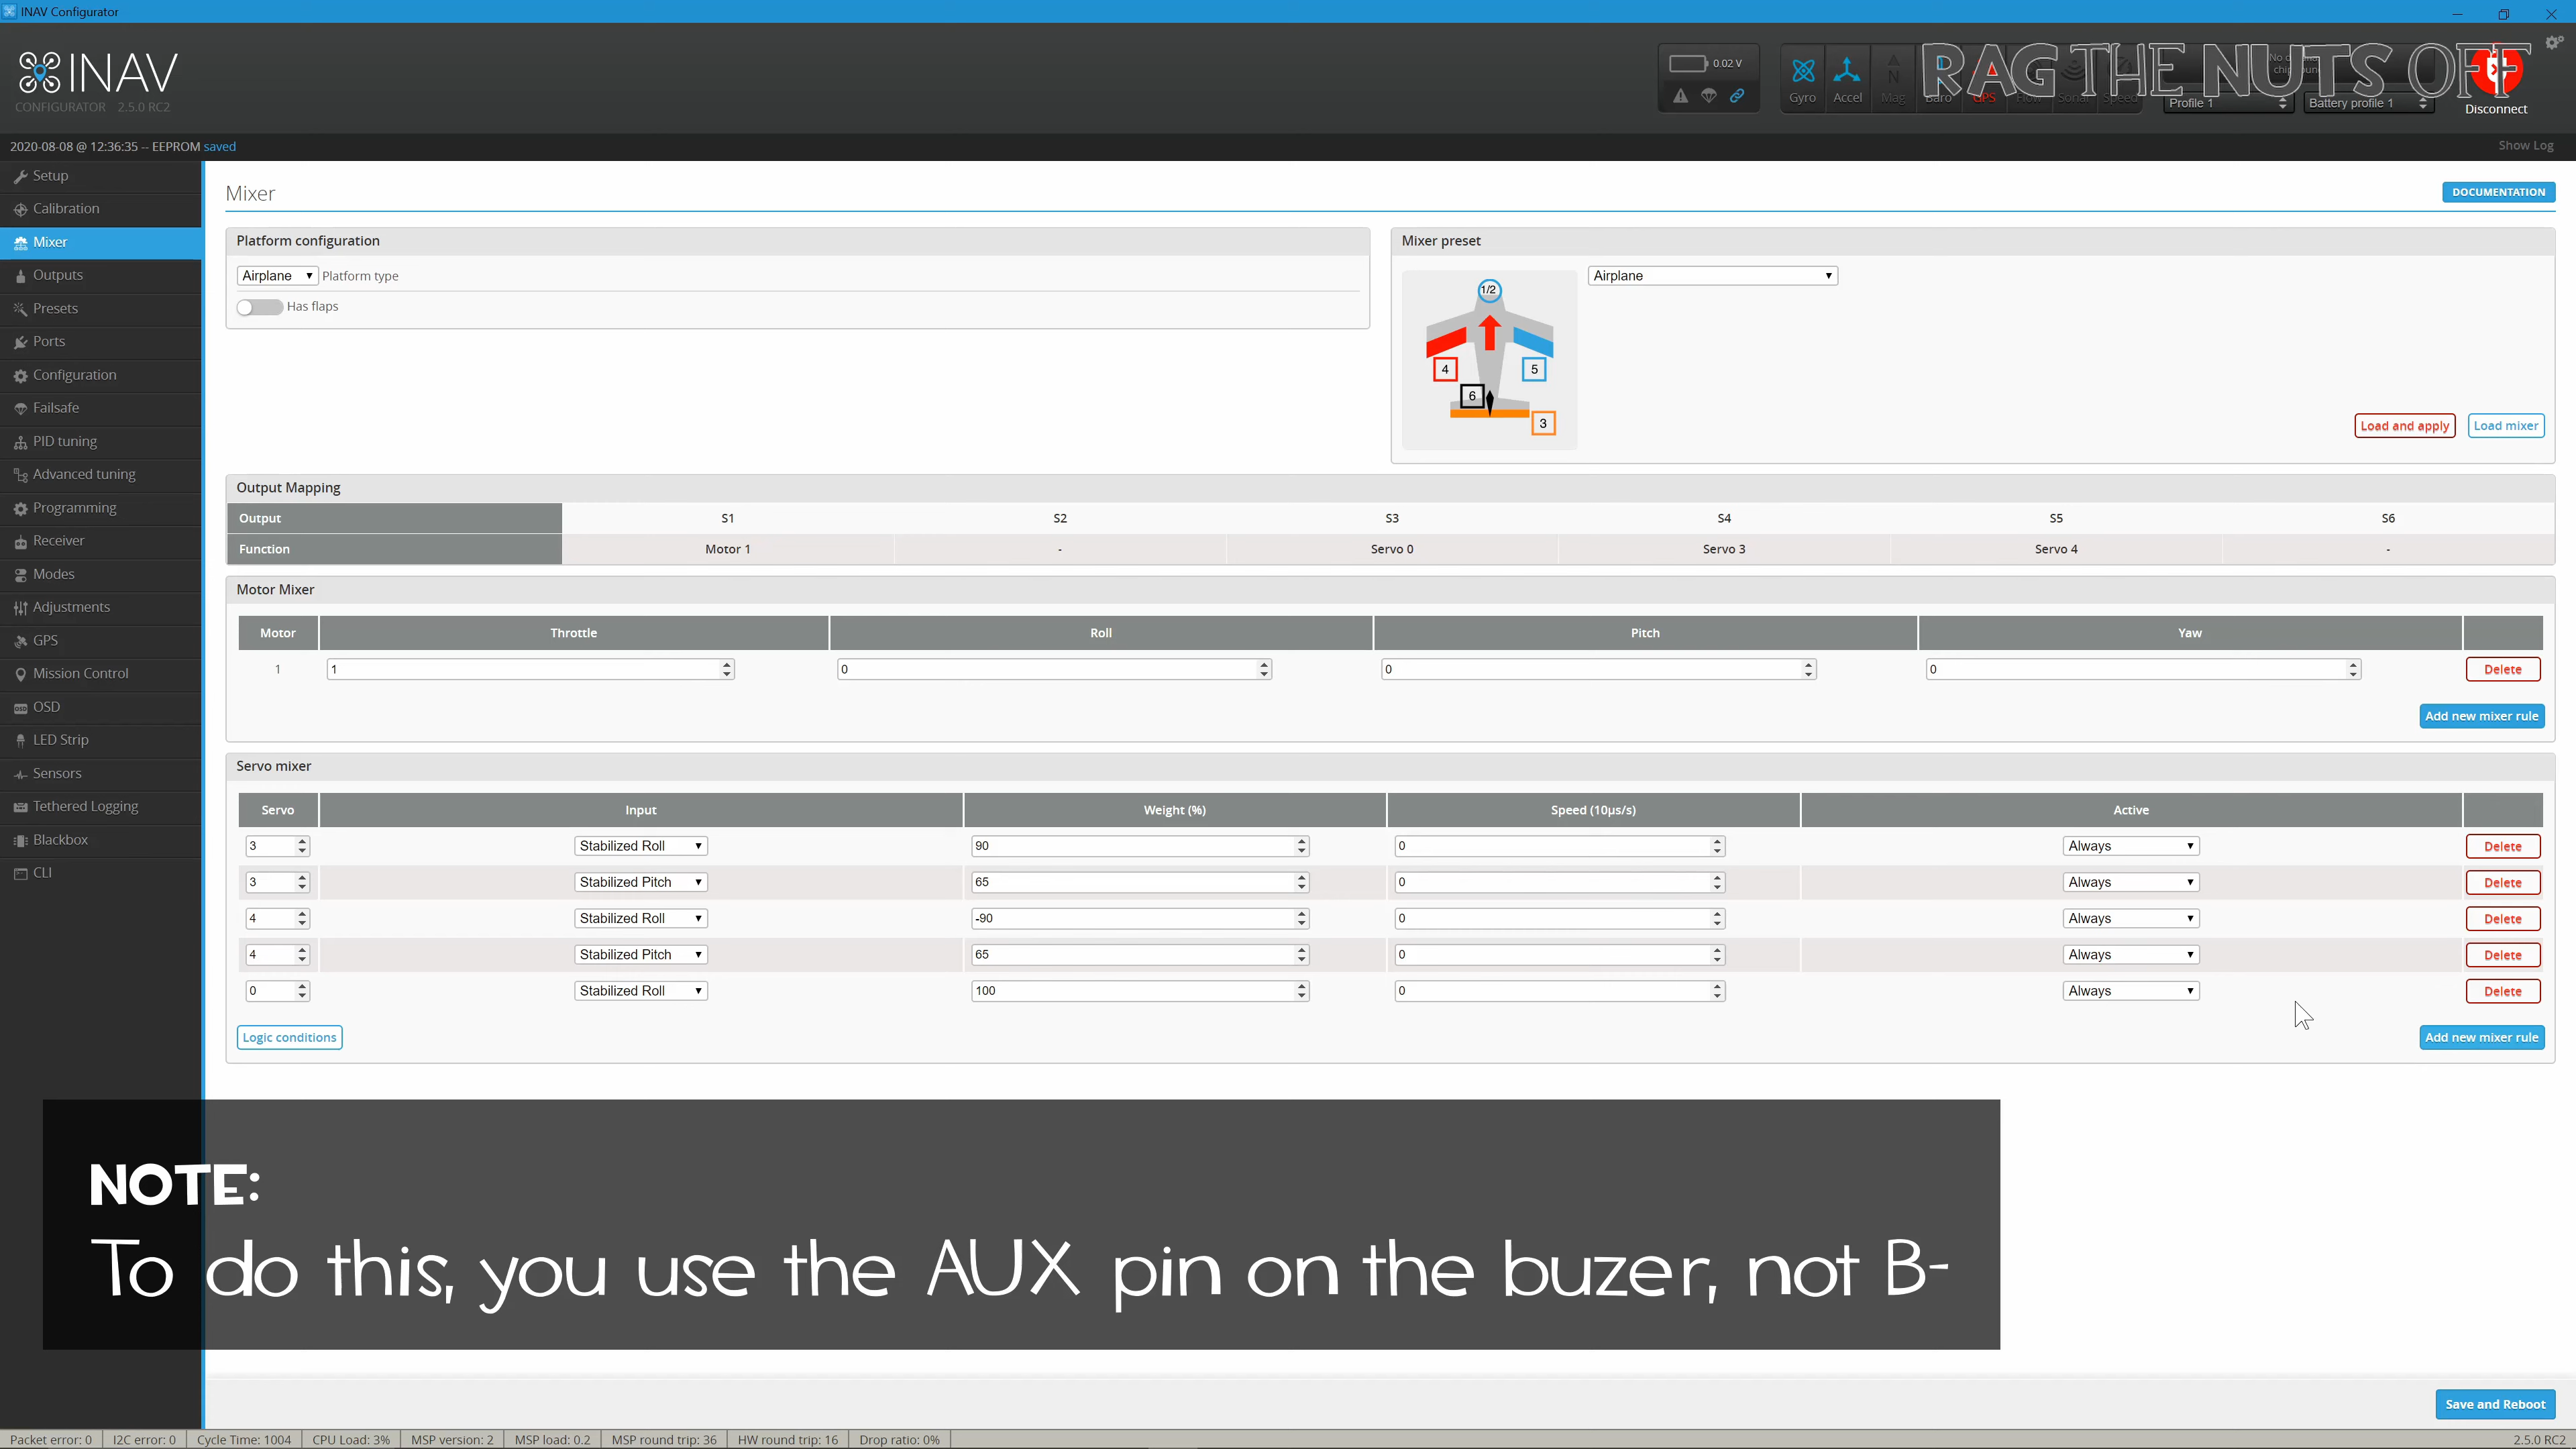 INAV Configurator
INAV
CONFIGURATOR 2.5.0 RC2
0.02 V
Gyro Accel Mag Baro GPS Flow Sonar Speed
RAG THE NUTS OFF
Profile 1 Battery profile 1
Disconnect
2020-08-08 @ 12:36:35 -- EEPROM saved
Show Log
Setup
Calibration
Mixer
Outputs
Presets
Ports
Configuration
Failsafe
PID tuning
Advanced tuning
Programming
Receiver
Modes
Adjustments
GPS
Mission Control
OSD
LED Strip
Sensors
Tethered Logging
Blackbox
CLI
Mixer
DOCUMENTATION
Platform configuration
Airplane Platform type
Has flaps
Mixer preset
Airplane
1/2
4 5
6
3
Load and apply Load mixer
Output Mapping
Output S1 S2 S3 S4 S5 S6
Function Motor 1 - Servo 0 Servo 3 Servo 4 -
Motor Mixer
Motor Throttle Roll Pitch Yaw
1 1 0 0 0 Delete
Add new mixer rule
Servo mixer
Servo Input Weight (%) Speed (10µs/s) Active
3 Stabilized Roll 90 0 Always Delete
3 Stabilized Pitch 65 0 Always Delete
4 Stabilized Roll -90 0 Always Delete
4 Stabilized Pitch 65 0 Always Delete
0 Stabilized Roll 100 0 Always Delete
Logic conditions Add new mixer rule
NOTE:
To do this, you use the AUX pin on the buzer, not B-
Save and Reboot
Packet error: 0 I2C error: 0 Cycle Time: 1004 CPU Load: 3% MSP version: 2 MSP load: 0.2 MSP round trip: 36 HW round trip: 16 Drop ratio: 0% 2.5.0 RC2